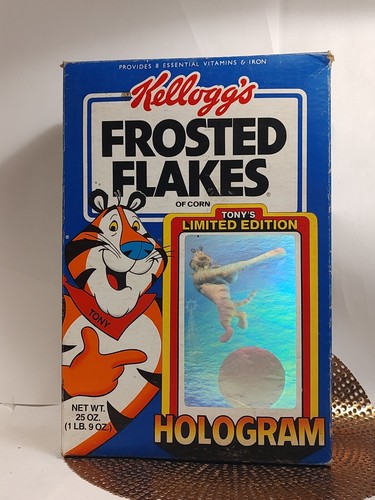 PROVIDES 8 ESSENTIAL VITAMINS & IRON
Kellogg's
FROSTED
FLAKES
OF CORN
TONY'S
LIMITED EDITION
TONY
NET WT.
25 OZ.
(1 LB. 9 OZ.)
HOLOGRAM